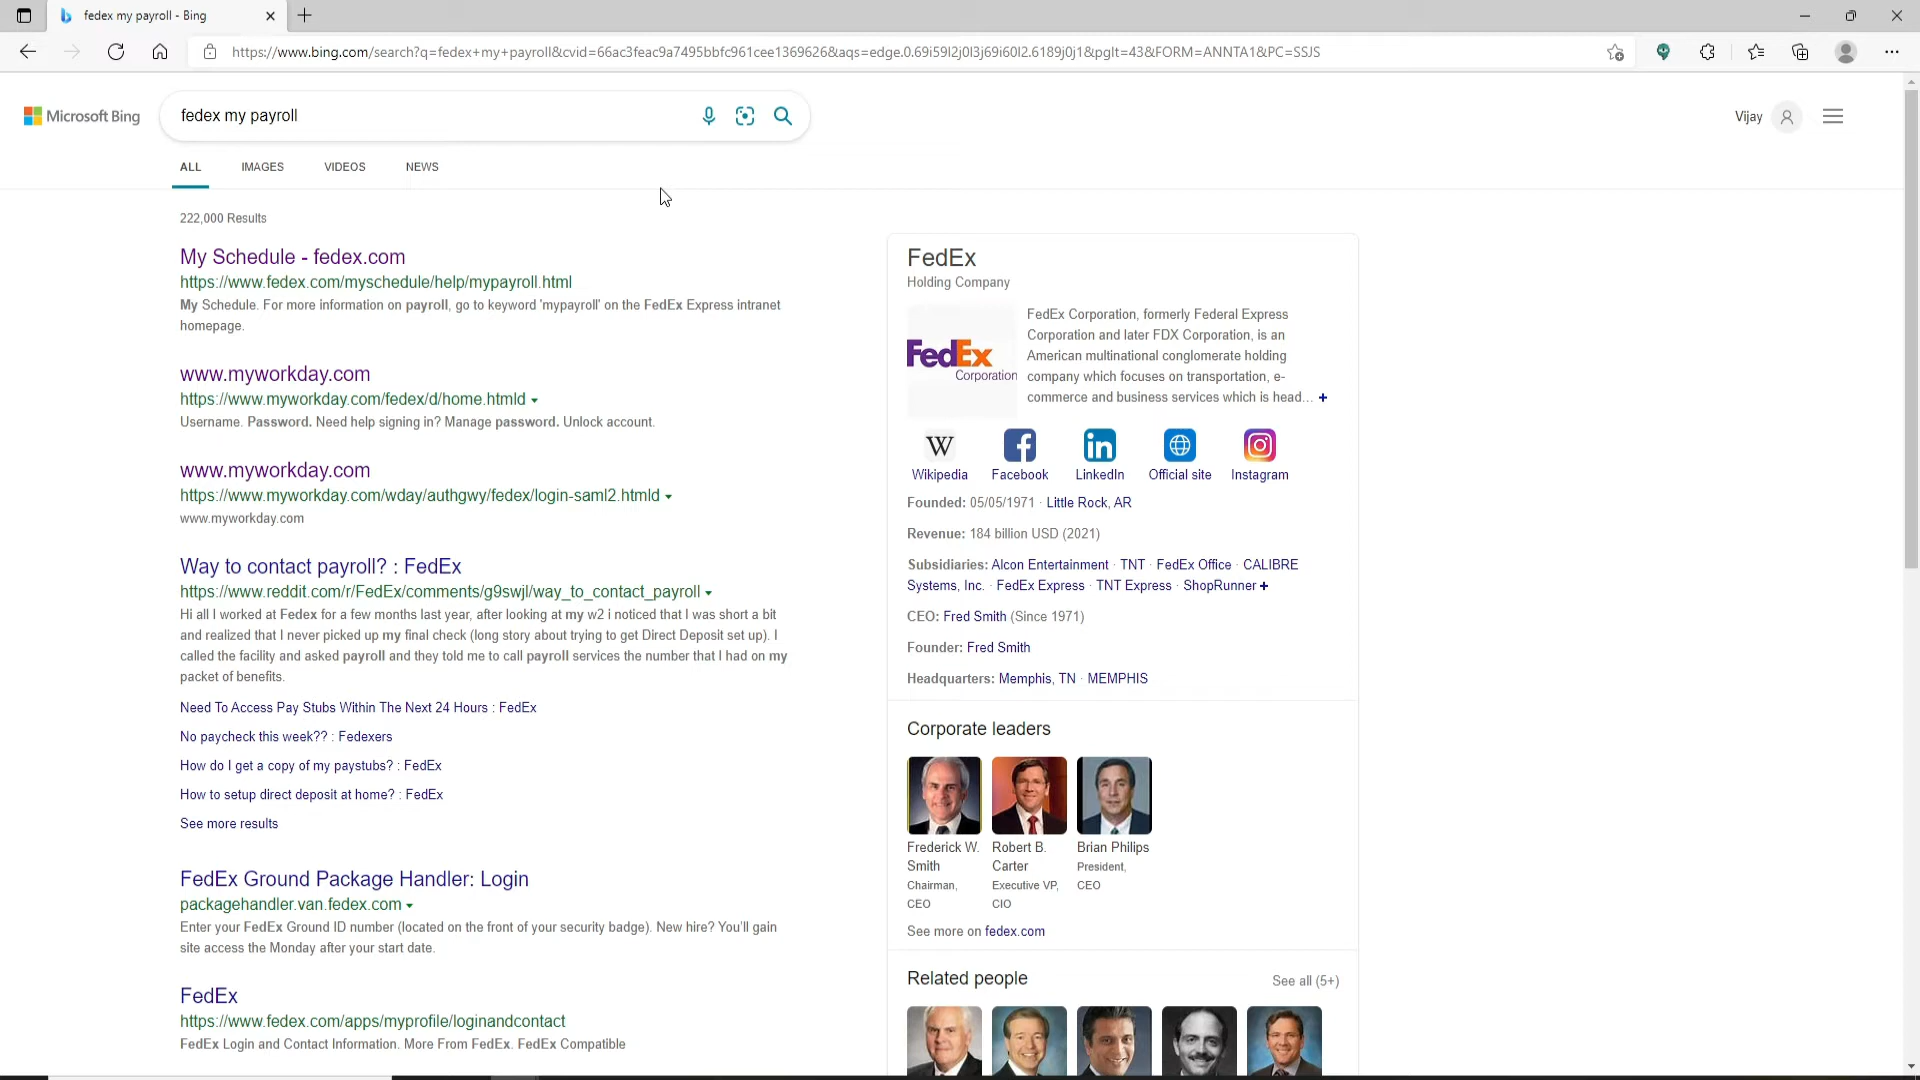 fedex my payroll - Bing
https://www.bing.com/search?q=fedex+my+payroll&cvid=66ac3feac9a7495bbfc961cee1369626&aqs=edge.0.69i59l2j0l3j69i60l2.6189j0j1&pglt=43&FORM=ANNTA1&PC=SSJS
Microsoft Bing
fedex my payroll
Vijay
ALL IMAGES VIDEOS NEWS
222,000 Results
My Schedule - fedex.com
https://www.fedex.com/myschedule/help/mypayroll.html
My Schedule. For more information on payroll, go to keyword 'mypayroll' on the FedEx Express intranet
homepage.
www.myworkday.com
https://www.myworkday.com/fedex/d/home.htmld
Username. Password. Need help signing in? Manage password. Unlock account.
www.myworkday.com
https://www.myworkday.com/wday/authgwy/fedex/login-saml2.htmld
www.myworkday.com
Way to contact payroll? : FedEx
https://www.reddit.com/r/FedEx/comments/g9swjl/way_to_contact_payroll
Hi all I worked at Fedex for a few months last year, after looking at my w2 i noticed that I was short a bit
and realized that I never picked up my final check (long story about trying to get Direct Deposit set up). I
called the facility and asked payroll and they told me to call payroll services the number that I had on my
packet of benefits.
Need To Access Pay Stubs Within The Next 24 Hours : FedEx
No paycheck this week?? : Fedexers
How do I get a copy of my paystubs? : FedEx
How to setup direct deposit at home? : FedEx
See more results
FedEx Ground Package Handler: Login
packagehandler.van.fedex.com
Enter your FedEx Ground ID number (located on the front of your security badge). New hire? You'll gain
site access the Monday after your start date.
FedEx
https://www.fedex.com/apps/myprofile/loginandcontact
FedEx Login and Contact Information. More From FedEx. FedEx Compatible
FedEx
Holding Company
FedEx
Corporation
FedEx Corporation, formerly Federal Express
Corporation and later FDX Corporation, is an
American multinational conglomerate holding
company which focuses on transportation, e-
commerce and business services which is head... +
W
f
in
Wikipedia Facebook LinkedIn Official site Instagram
Founded: 05/05/1971 · Little Rock, AR
Revenue: 184 billion USD (2021)
Subsidiaries: Alcon Entertainment · TNT · FedEx Office · CALIBRE
Systems, Inc. · FedEx Express · TNT Express · ShopRunner +
CEO: Fred Smith (Since 1971)
Founder: Fred Smith
Headquarters: Memphis, TN · MEMPHIS
Corporate leaders
Frederick W.
Smith
Chairman,
CEO
Robert B.
Carter
Executive VP,
CIO
Brian Philips
President,
CEO
See more on fedex.com
Related people
See all (5+)